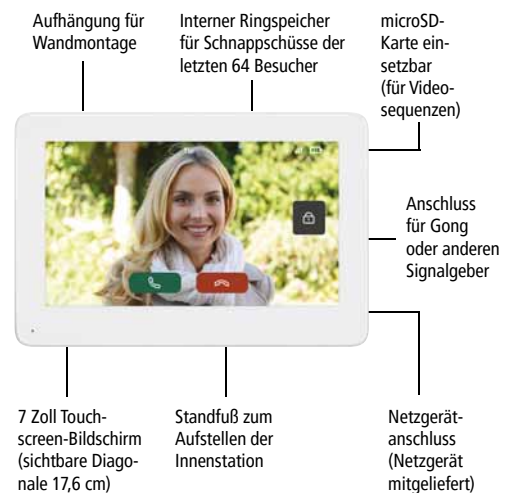 Aufhängung für
Wandmontage
Interner Ringspeicher
für Schnappschüsse der
letzten 64 Besucher
microSD-
Karte ein-
setzbar
(für Video-
sequenzen)
Anschluss
für Gong
oder anderen
Signalgeber
7 Zoll Touch-
screen-Bildschirm
(sichtbare Diago-
nale 17,6 cm)
Standfuß zum
Aufstellen der
Innenstation
Netzgerät-
anschluss
(Netzgerät
mitgeliefert)